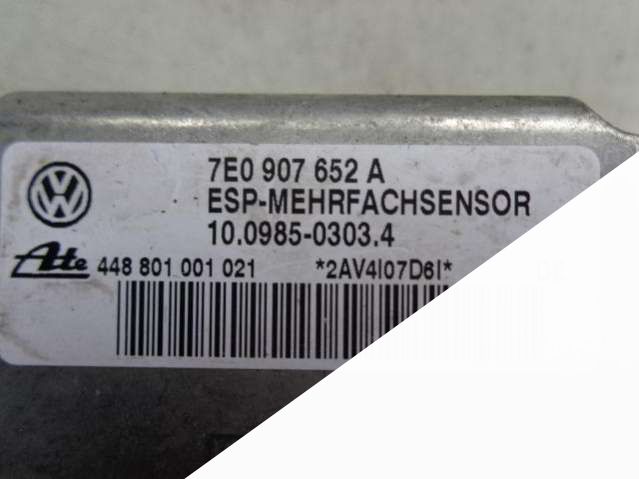 7E0 907 652 A
ESP-MEHRFACHSENSOR
10.0985-0303.4
Ate 448 801 001 021 *2AV4I07D6I*